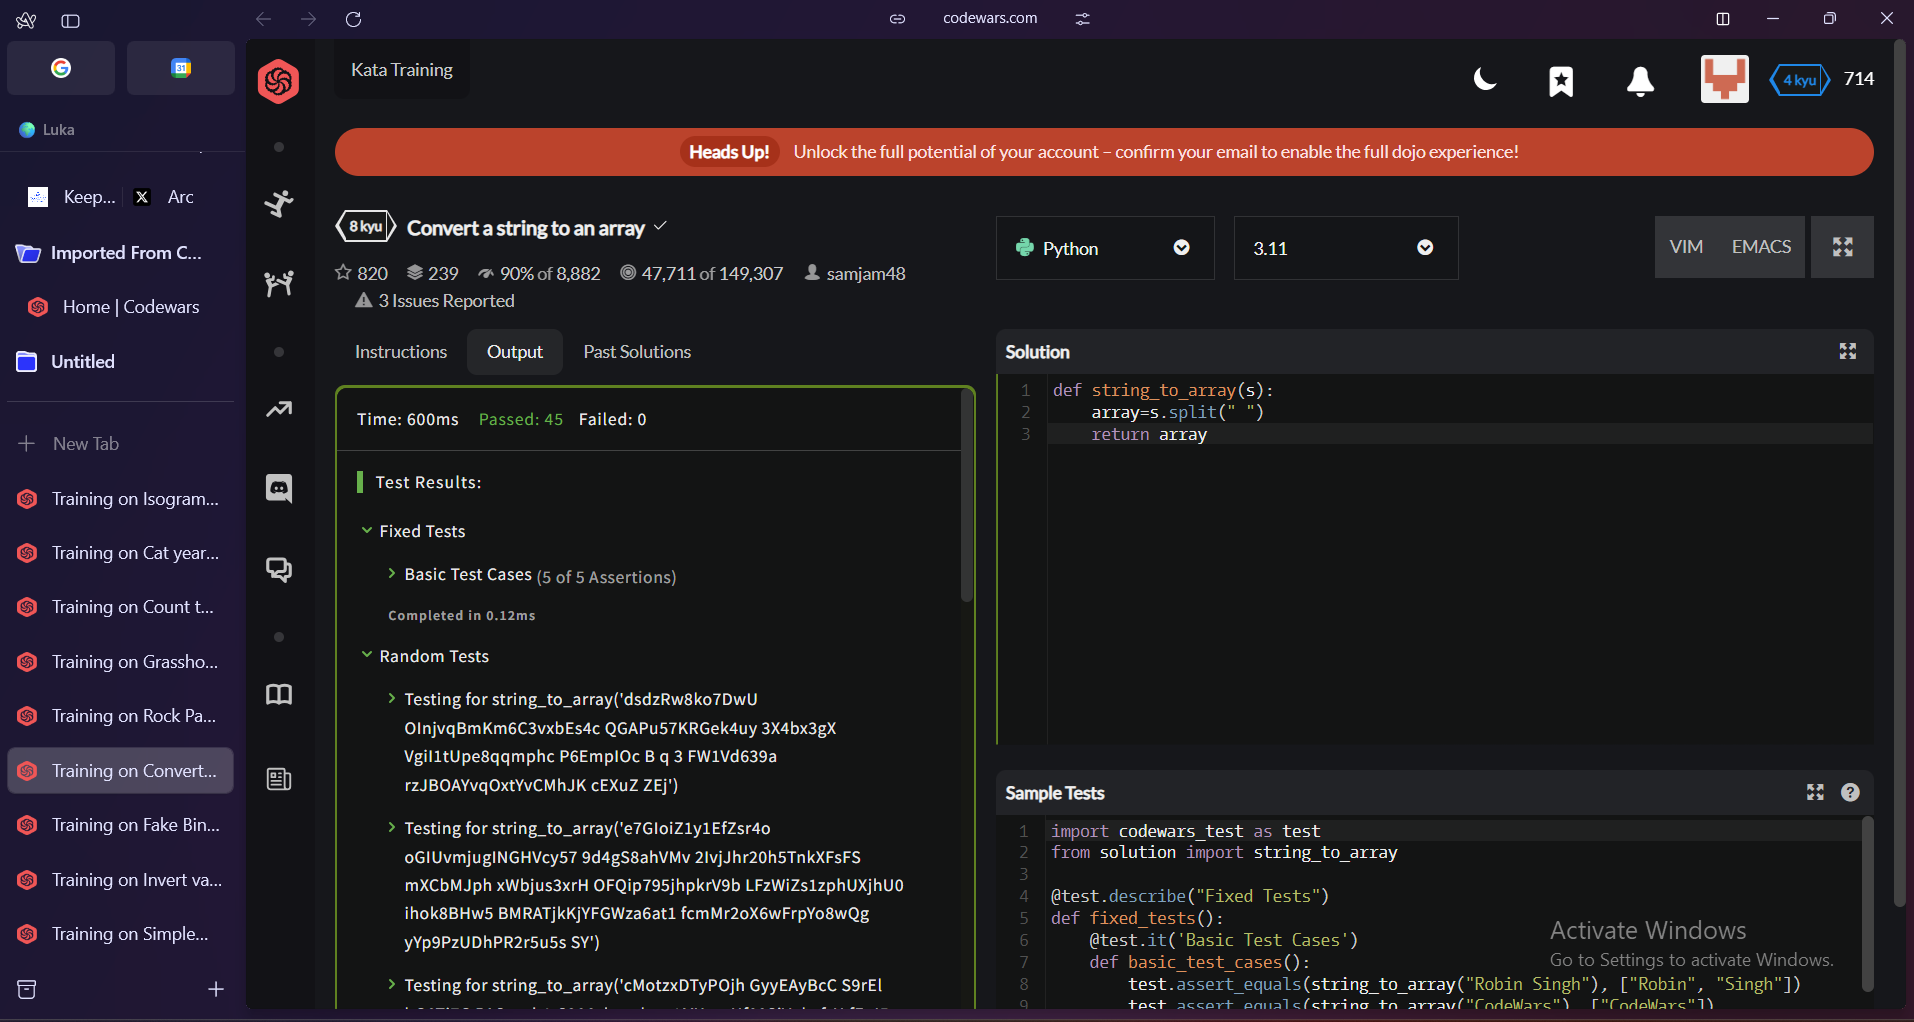 codewars.com
31
Luka
Keep... Arc
Imported From C...
Home | Codewars
Untitled
New Tab
Training on Isogram...
Training on Cat year...
Training on Count t...
Training on Grassho...
Training on Rock Pa...
Training on Convert...
Training on Fake Bin...
Training on Invert va...
Training on Simple...
Kata Training
4 kyu 714
Heads Up! Unlock the full potential of your account – confirm your email to enable the full dojo experience!
8 kyu Convert a string to an array
820 239 90% of 8,882 47,711 of 149,307 samjam48
3 Issues Reported
Python 3.11 VIM EMACS
Instructions Output Past Solutions
Time: 600ms Passed: 45 Failed: 0
Test Results:
Fixed Tests
Basic Test Cases (5 of 5 Assertions)
Completed in 0.12ms
Random Tests
Testing for string_to_array('dsdzRw8ko7DwU
OInjvqBmKm6C3vxbEs4c QGAPu57KRGek4uy 3X4bx3gX
VgiI1tUpe8qqmphc P6EmpIOc B q 3 FW1Vd639a
rzJBOAYvqOxtYvCMhJK cEXuZ ZEj')
Testing for string_to_array('e7GIoiZ1y1EfZsr4o
oGIUvmjugINGHVcy57 9d4gS8ahVMv 2IvjJhr20h5TnkXFsFS
mXCbMJph xWbjus3xrH OFQip795jhpkrV9b LFzWiZs1zphUXjhU0
ihok8BHw5 BMRATjkKjYFGWza6at1 fcmMr2oX6wFrpYo8wQg
yYp9PzUDhPR2r5u5s SY')
Testing for string_to_array('cMotzxDTyPOjh GyyEAyBcC S9rEl
Solution
1 def string_to_array(s):
2 array=s.split(" ")
3 return array
Sample Tests
1 import codewars_test as test
2 from solution import string_to_array
3
4 @test.describe("Fixed Tests")
5 def fixed_tests():
6 @test.it('Basic Test Cases')
7 def basic_test_cases():
8 test.assert_equals(string_to_array("Robin Singh"), ["Robin", "Singh"])
9 test.assert_equals(string_to_array("CodeWars"), ["CodeWars"])
Activate Windows
Go to Settings to activate Windows.